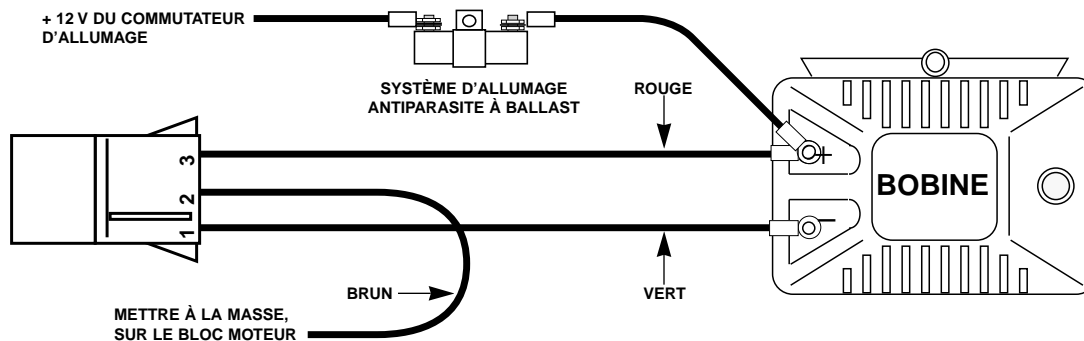 + 12 V DU COMMUTATEUR
D'ALLUMAGE
SYSTÈME D'ALLUMAGE
ANTIPARASITE À BALLAST
ROUGE
3
2
1
+
–
BOBINE
BRUN
VERT
METTRE À LA MASSE,
SUR LE BLOC MOTEUR